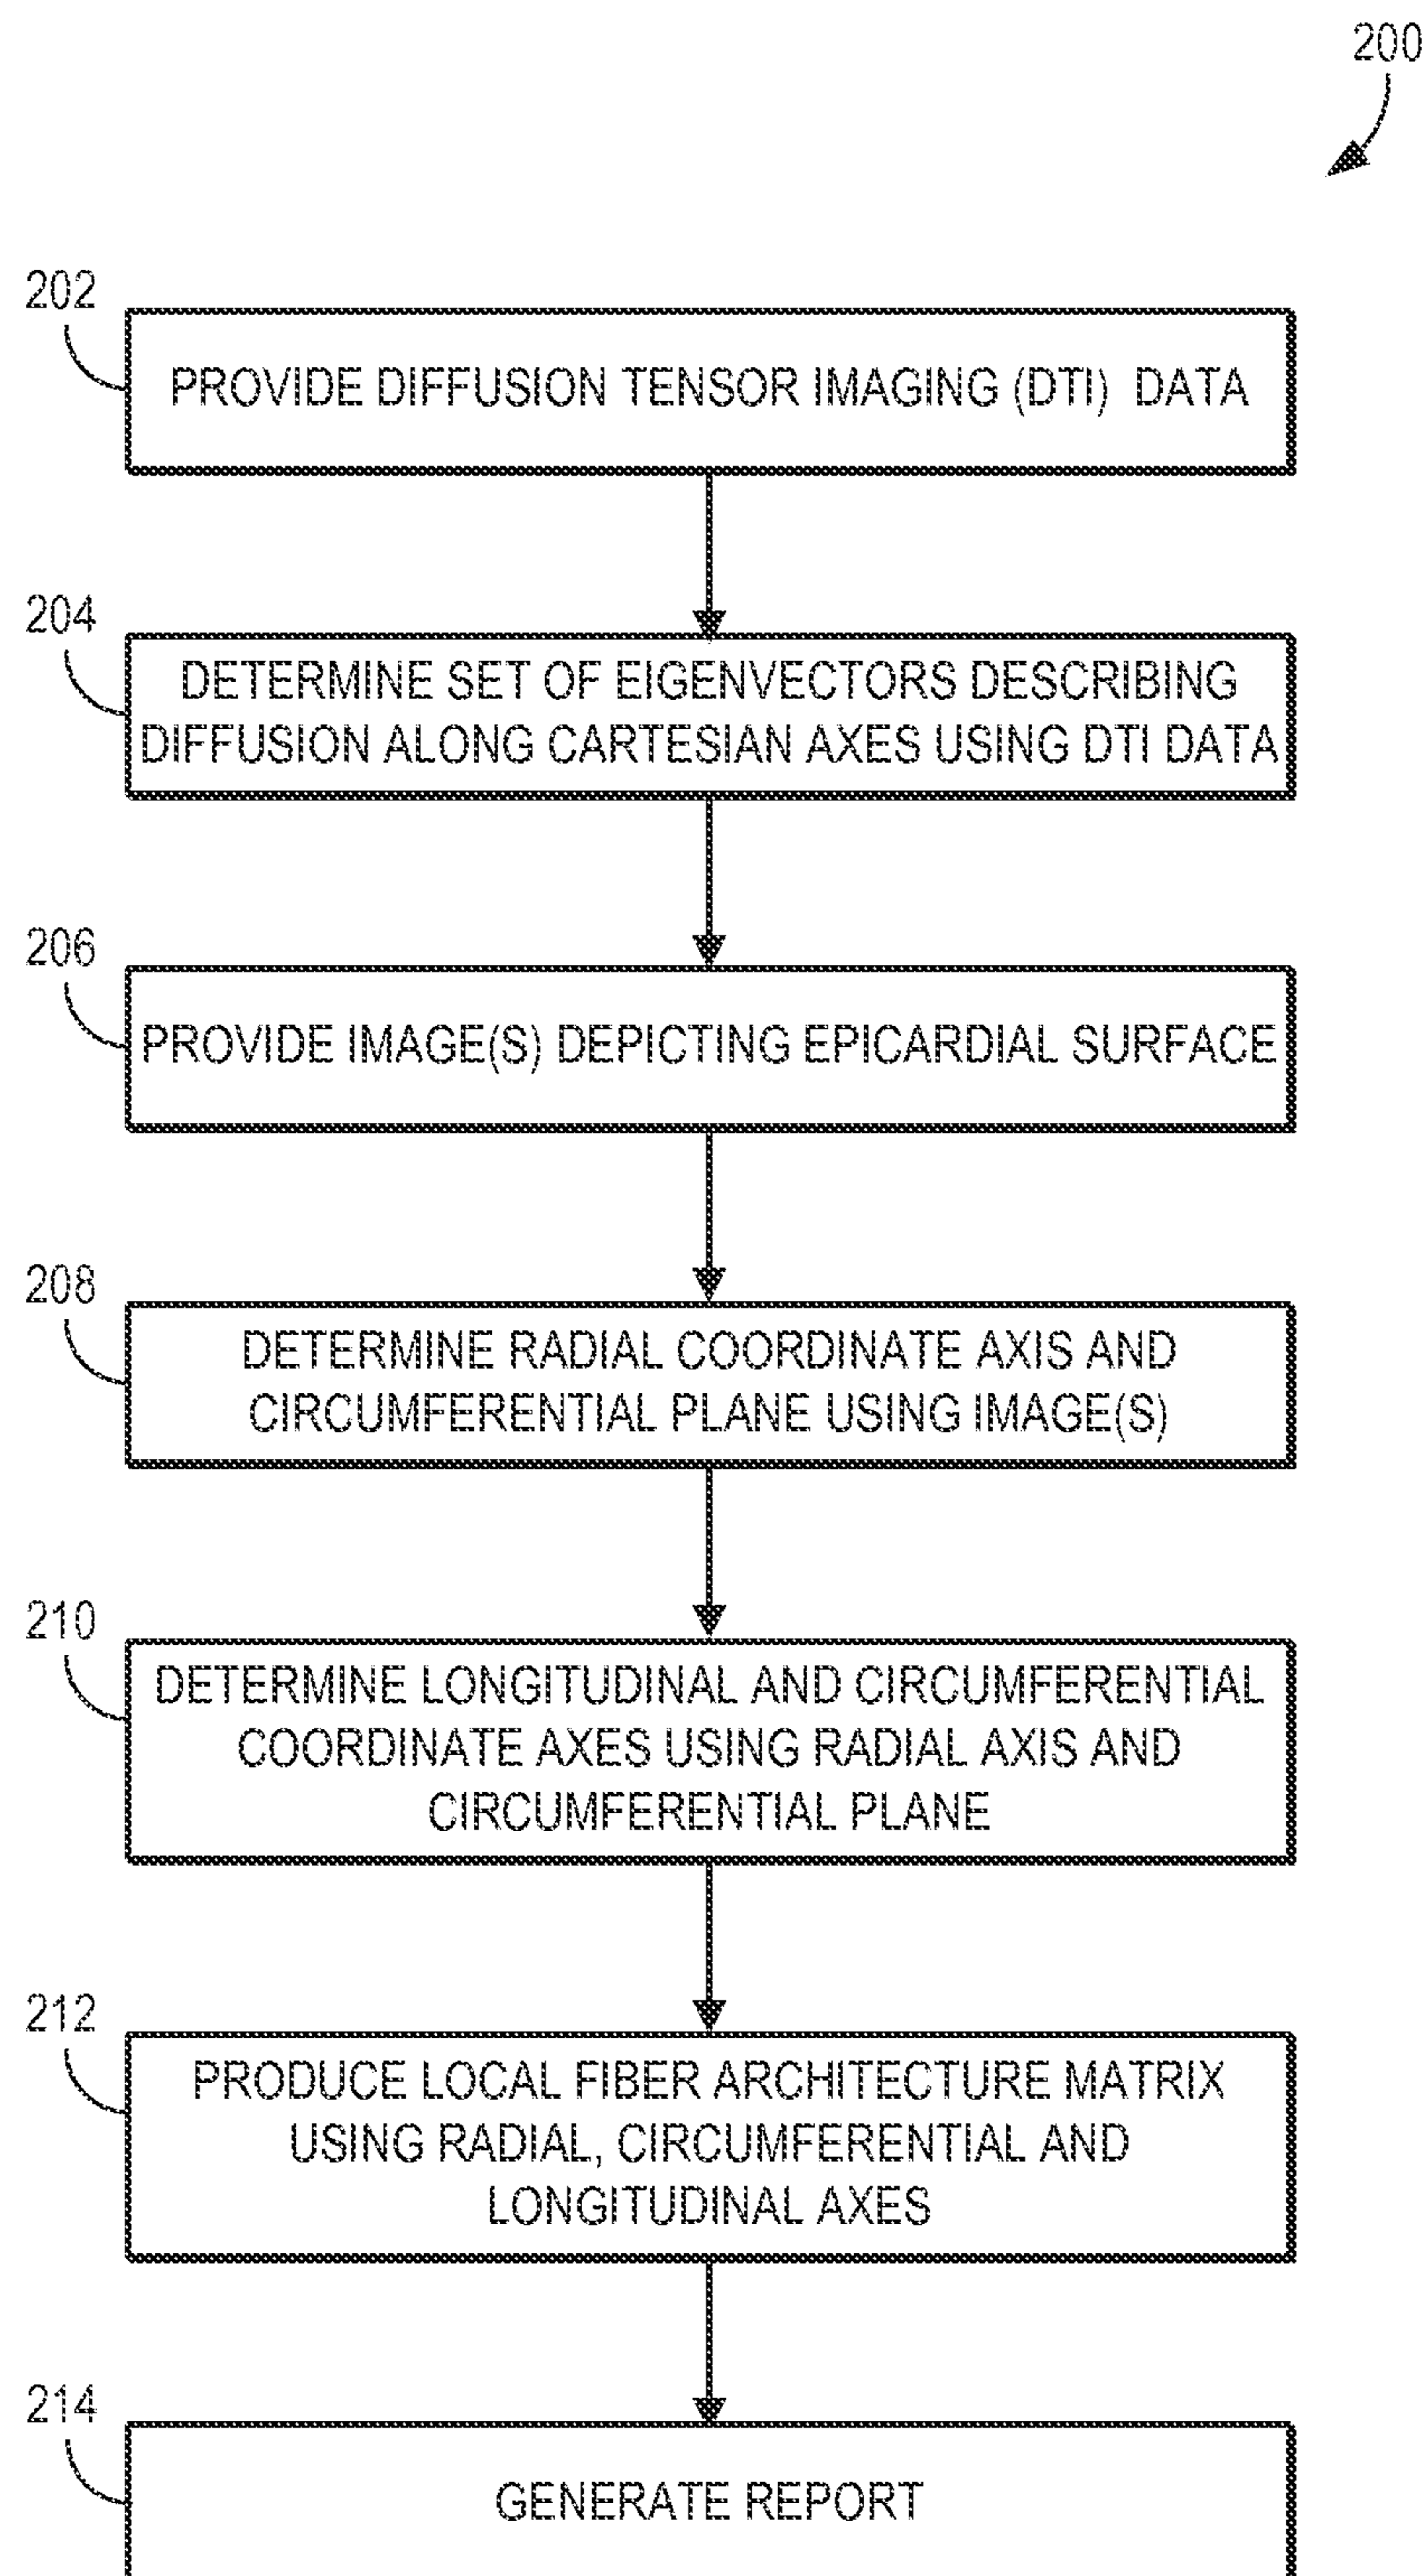 200
202
PROVIDE DIFFUSION TENSOR IMAGING (DTI) DATA
204
DETERMINE SET OF EIGENVECTORS DESCRIBING
DIFFUSION ALONG CARTESIAN AXES USING DTI DATA
206
PROVIDE IMAGE(S) DEPICTING EPICARDIAL SURFACE
208
DETERMINE RADIAL COORDINATE AXIS AND
CIRCUMFERENTIAL PLANE USING IMAGE(S)
210
DETERMINE LONGITUDINAL AND CIRCUMFERENTIAL
COORDINATE AXES USING RADIAL AXIS AND
CIRCUMFERENTIAL PLANE
212
PRODUCE LOCAL FIBER ARCHITECTURE MATRIX
USING RADIAL, CIRCUMFERENTIAL AND
LONGITUDINAL AXES
214
GENERATE REPORT